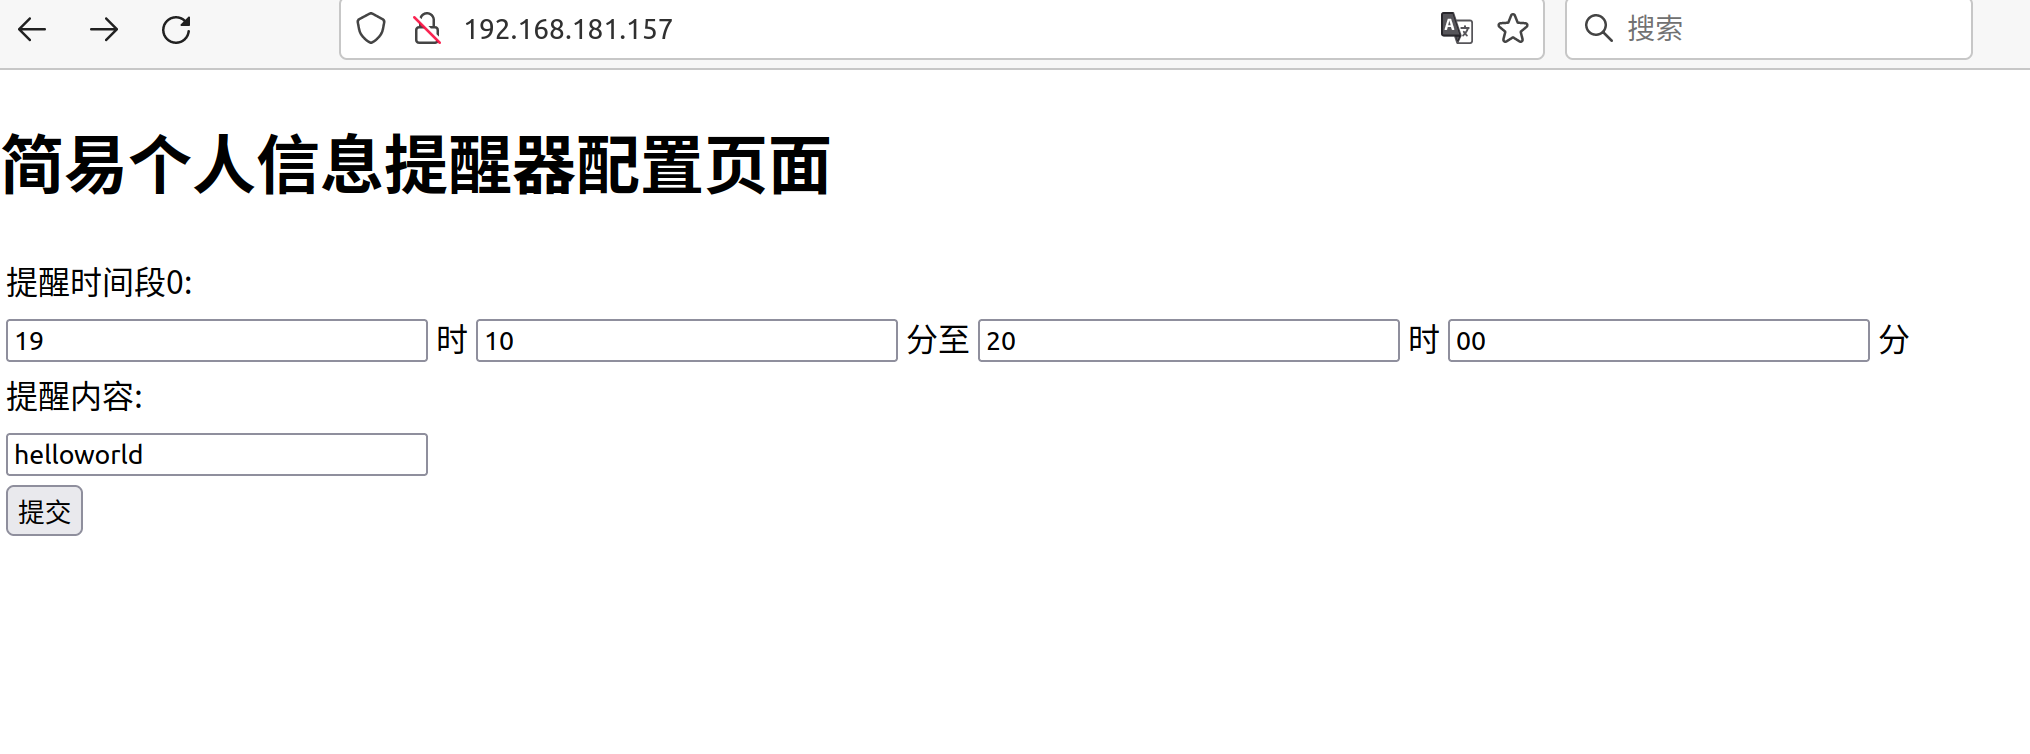 192.168.181.157 搜索
简易个人信息提醒器配置页面
提醒时间段0:
19 时 10 分至 20 时 00 分
提醒内容:
helloworld
提交